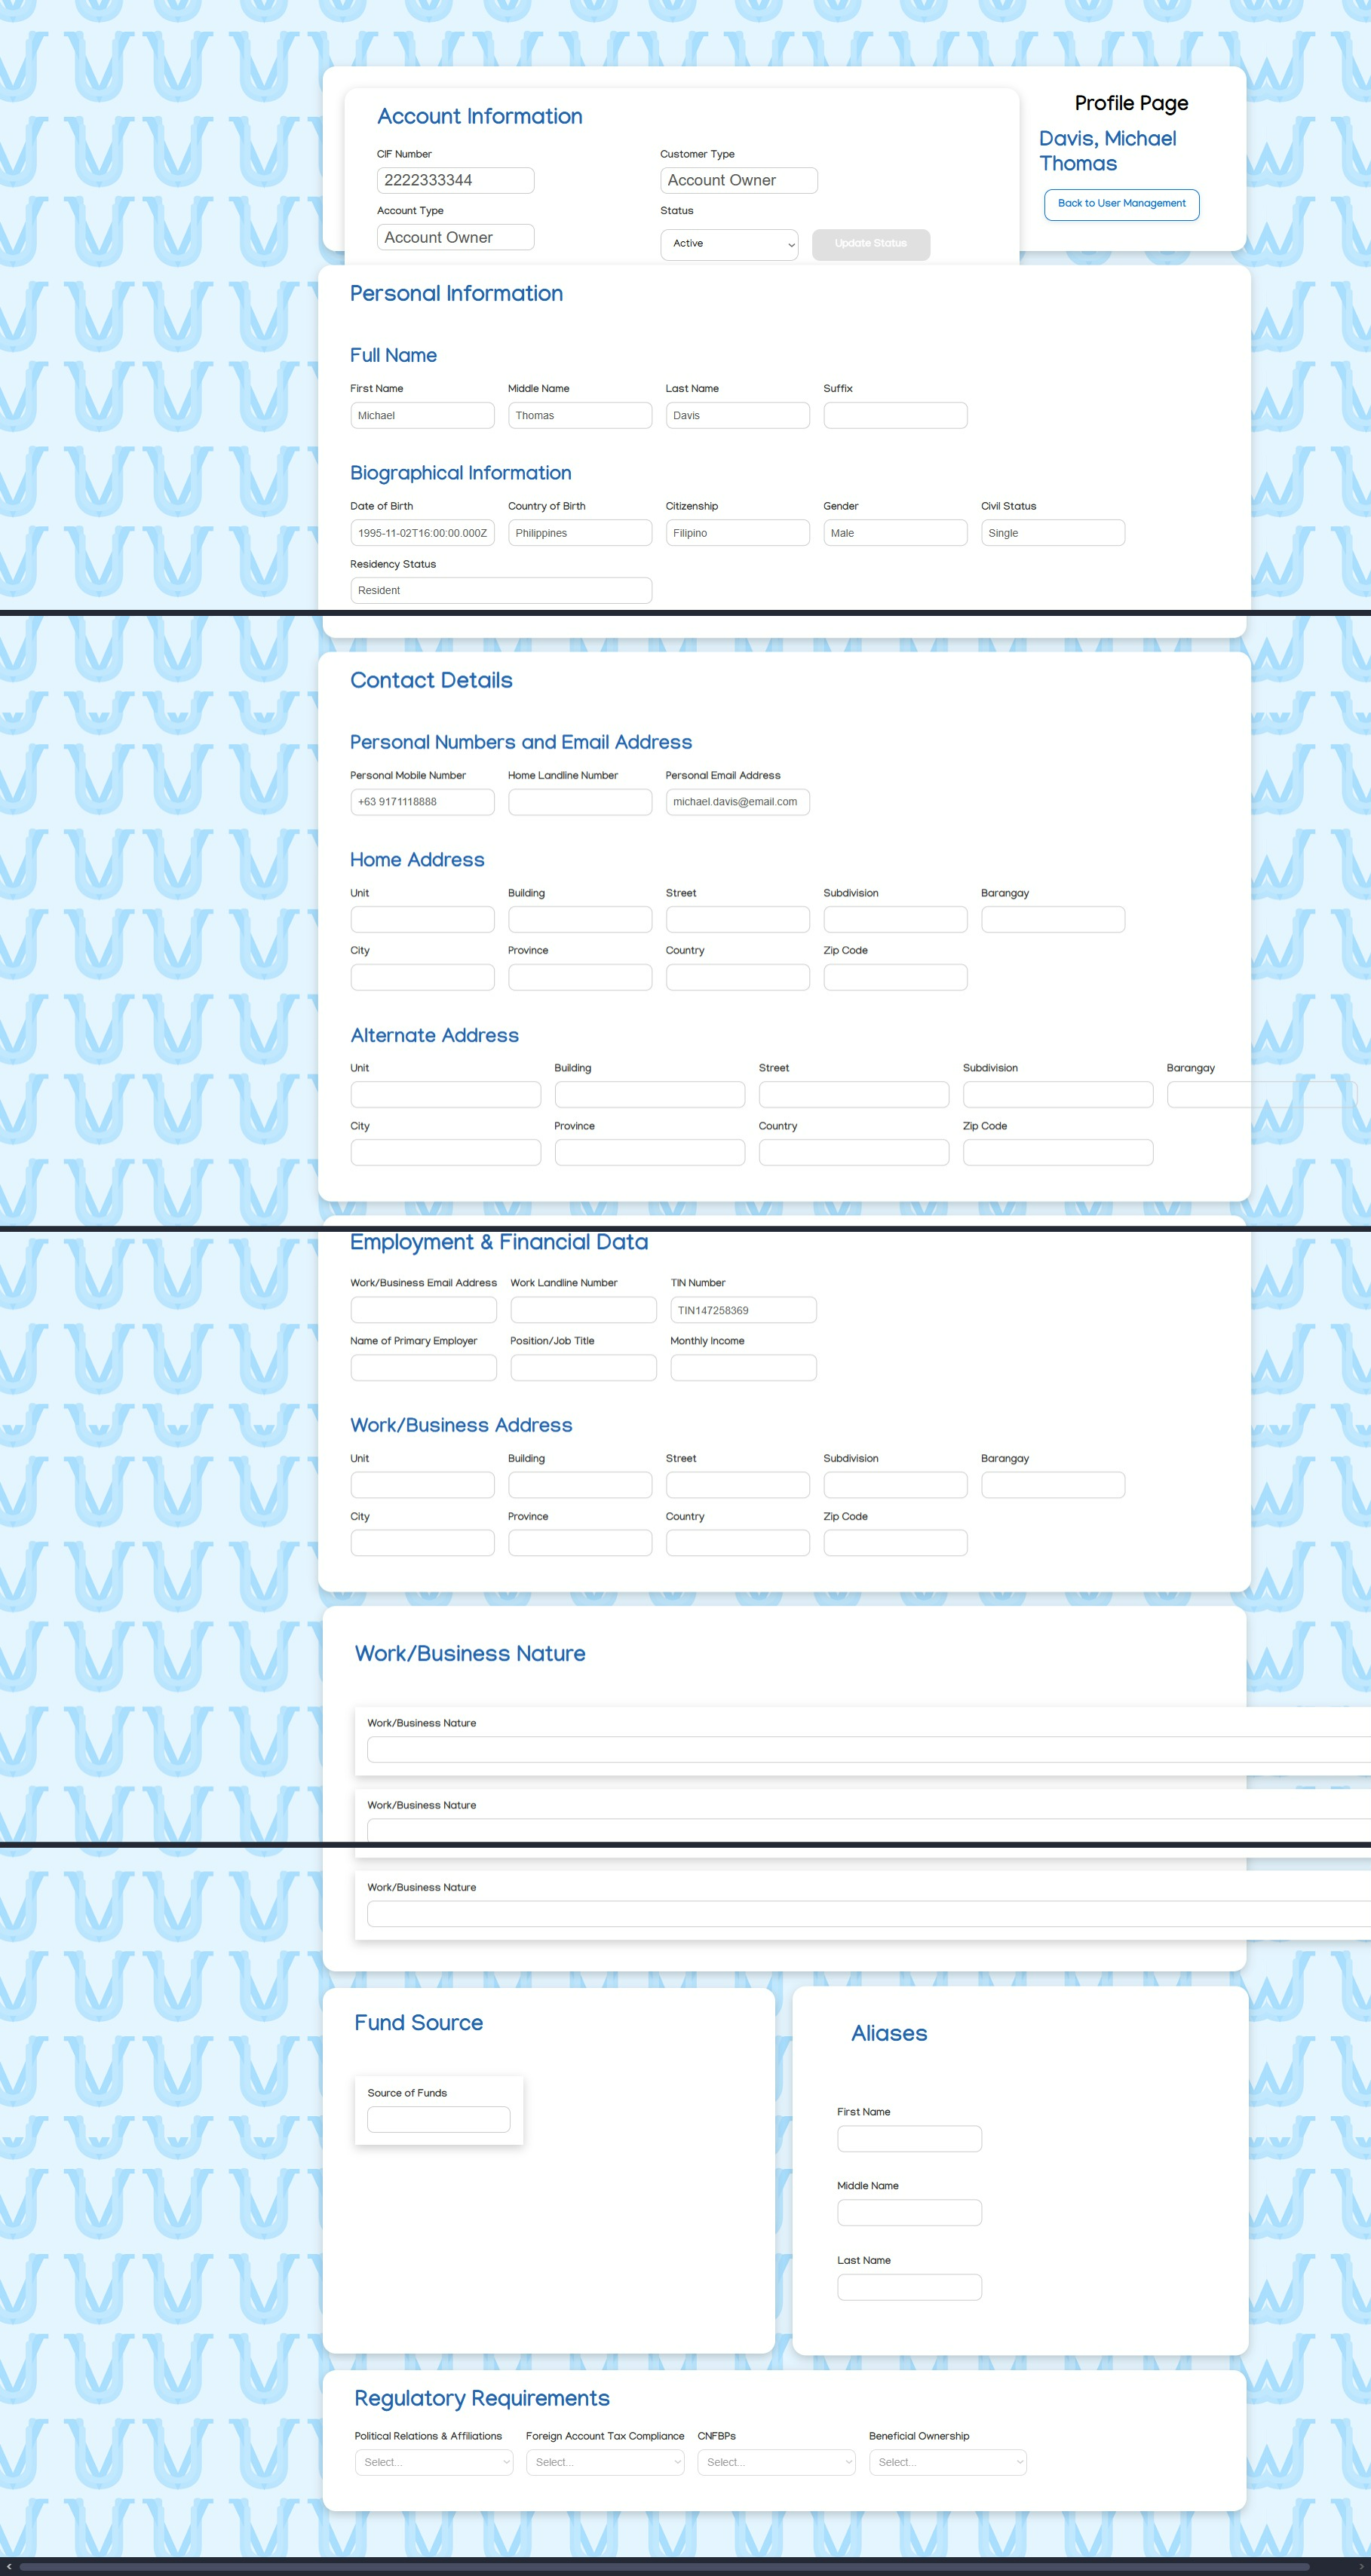 Profile Page
Davis, Michael
Thomas
Back to User Management
Account Information
CIF Number Customer Type
2222333344 Account Owner
Account Type Status
Account Owner Active Update Status
Personal Information
Full Name
First Name Middle Name Last Name Suffix
Michael Thomas Davis
Biographical Information
Date of Birth Country of Birth Citizenship Gender Civil Status
1995-11-02T16:00:00.000Z Philippines Filipino Male Single
Residency Status
Resident
Contact Details
Personal Numbers and Email Address
Personal Mobile Number Home Landline Number Personal Email Address
+63 9171118888 michael.davis@email.com
Home Address
Unit Building Street Subdivision Barangay
City Province Country Zip Code
Alternate Address
Unit Building Street Subdivision Barangay
City Province Country Zip Code
Employment & Financial Data
Work/Business Email Address Work Landline Number TIN Number
TIN147258369
Name of Primary Employer Position/Job Title Monthly Income
Work/Business Address
Unit Building Street Subdivision Barangay
City Province Country Zip Code
Work/Business Nature
Work/Business Nature
Work/Business Nature
Work/Business Nature
Fund Source
Source of Funds
Aliases
First Name
Middle Name
Last Name
Regulatory Requirements
Political Relations & Affiliations Foreign Account Tax Compliance CNFBPs Beneficial Ownership
Select... Select... Select... Select...